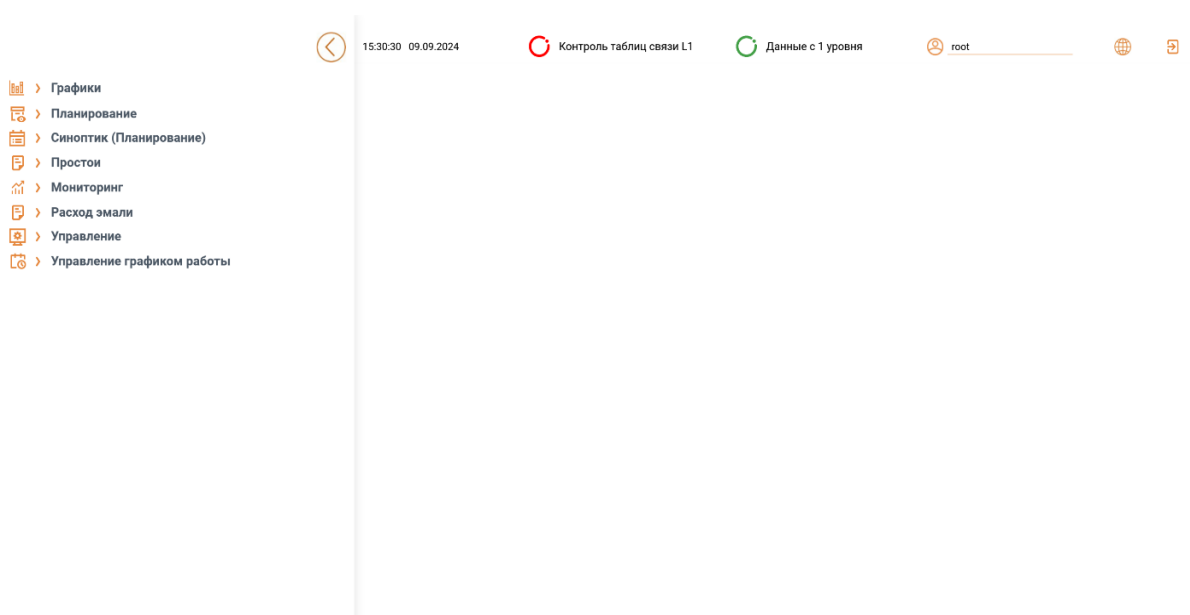 15:30:30 09.09.2024 Контроль таблиц связи L1 Данные с 1 уровня root
Графики
Планирование
Синоптик (Планирование)
Простои
Мониторинг
Расход эмали
Управление
Управление графиком работы